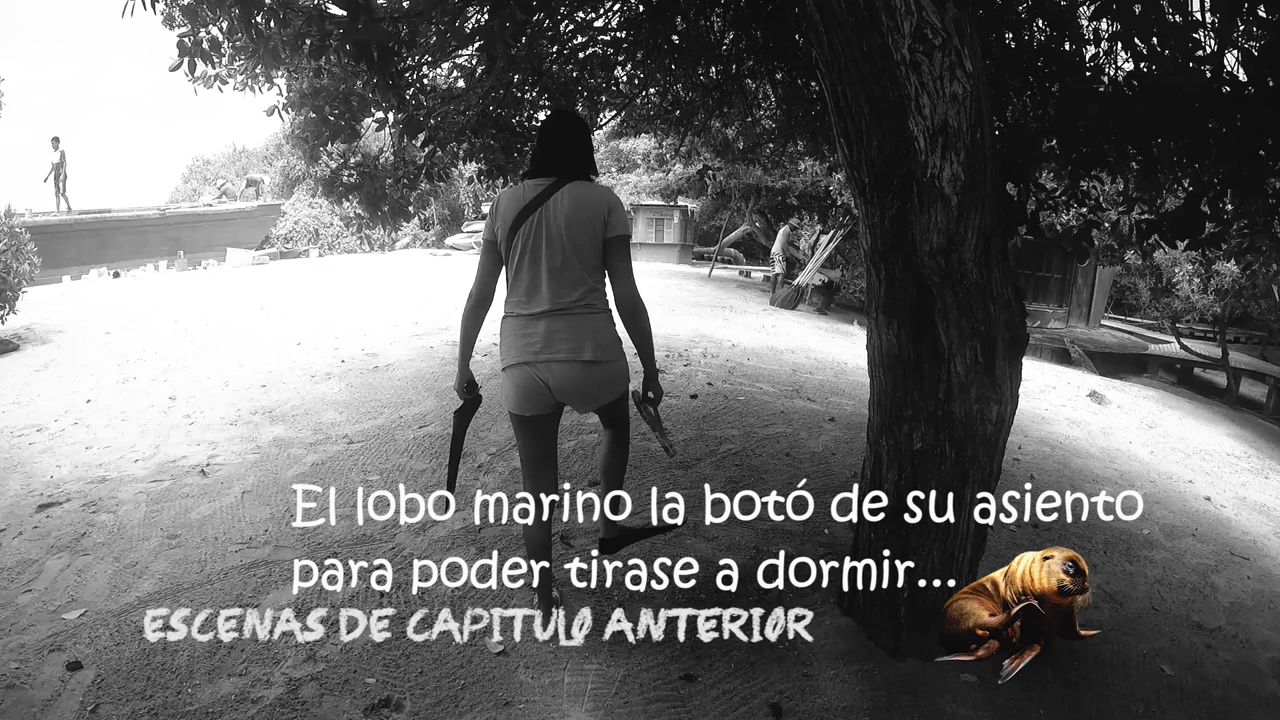 El lobo marino la botó de su asiento
para poder tirase a dormir...
ESCENAS DE CAPITULO ANTERIOR